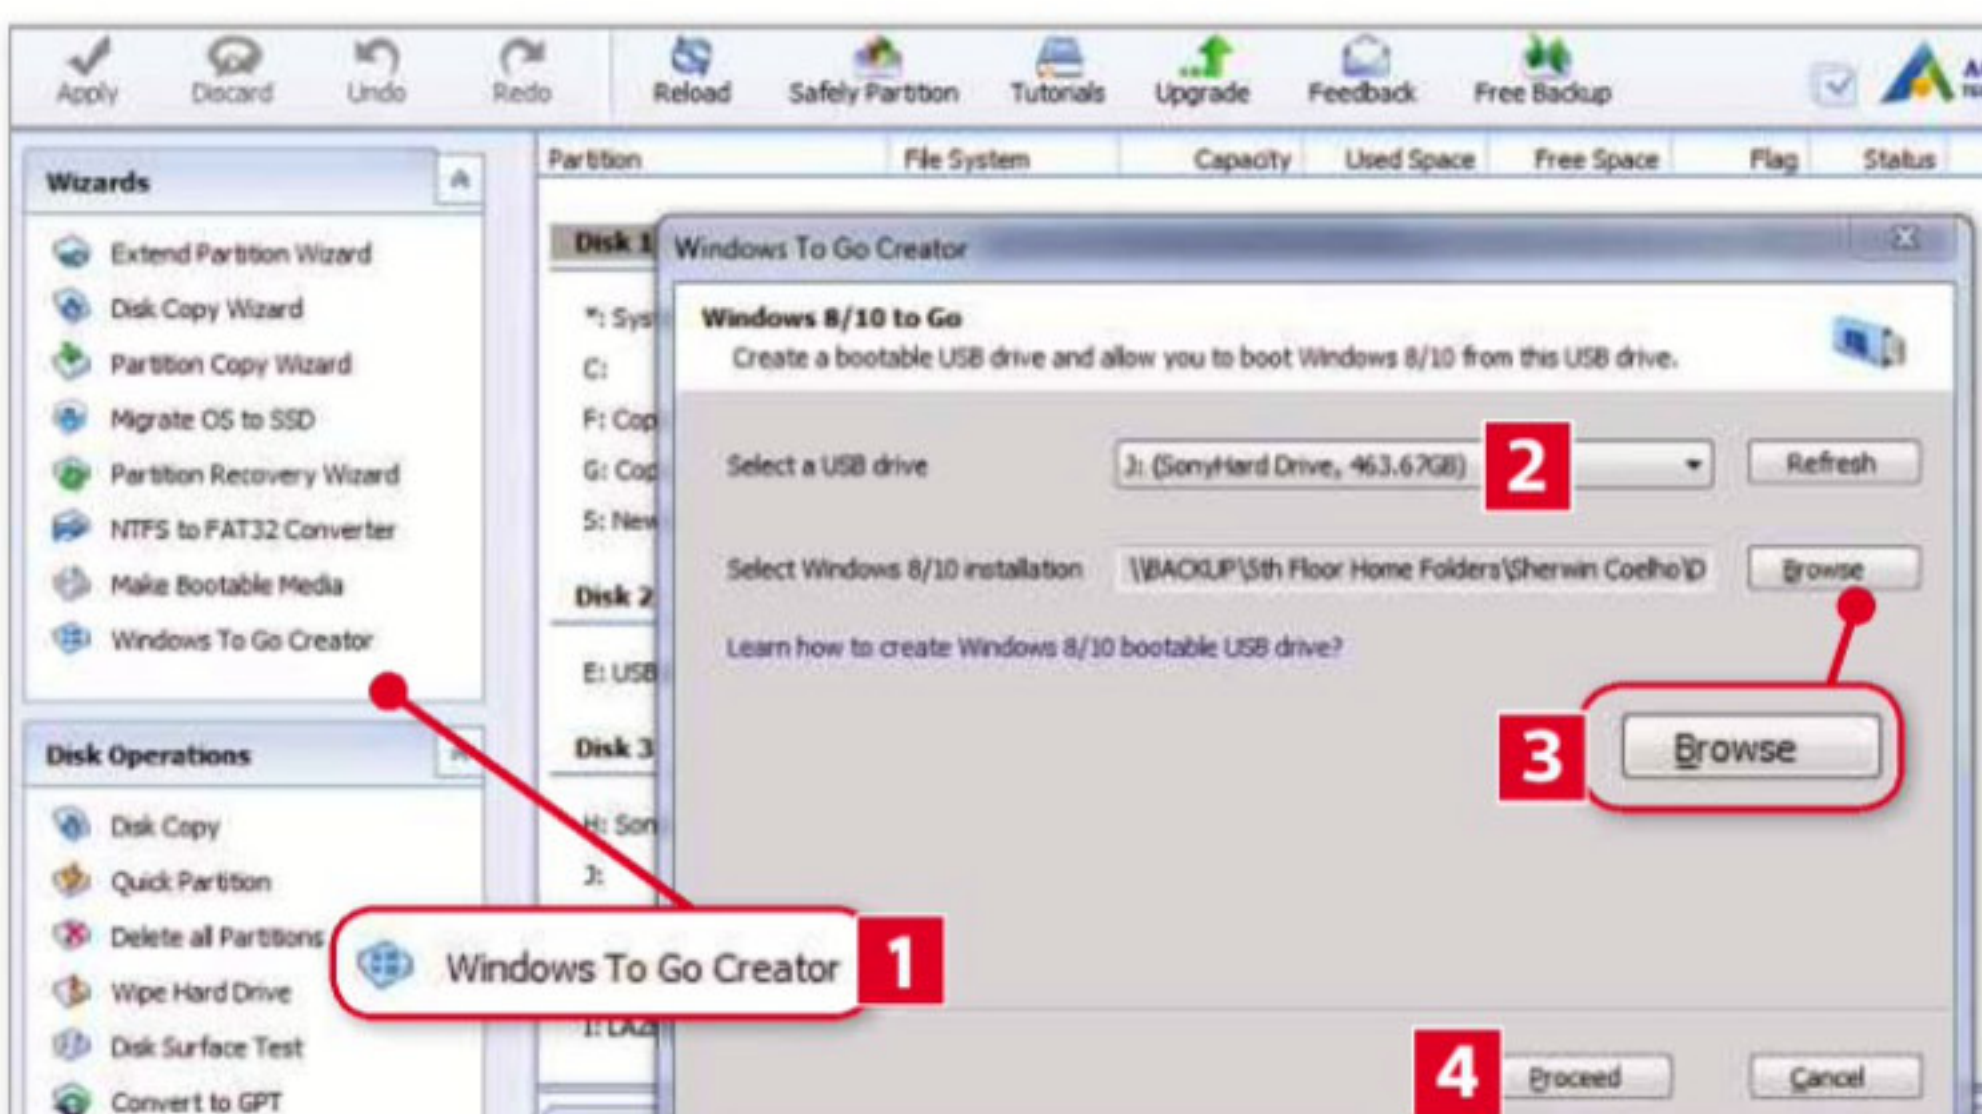 Apply Discard Undo Redo Reload Safely Partition Tutorials Upgrade Feedback Free Backup
Wizards
Extend Partition Wizard
Disk Copy Wizard
Partition Copy Wizard
Migrate OS to SSD
Partition Recovery Wizard
NTFS to FAT32 Converter
Make Bootable Media
Windows To Go Creator
Disk Operations
Disk Copy
Quick Partition
Delete all Partitions
Wipe Hard Drive
Disk Surface Test
Convert to GPT
Partition File System Capacity Used Space Free Space Flag Status
Disk 1
*: Sys
C:
F: Cop
G: Cop
S: New
Disk 2
E: USB
Disk 3
H: Son
J:
Windows To Go Creator
Windows 8/10 to Go
Create a bootable USB drive and allow you to boot Windows 8/10 from this USB drive.
Select a USB drive J: (SonyHard Drive, 463.67GB) 2 Refresh
Select Windows 8/10 installation \\BACKUP\5th Floor Home Folders\Sherwin Coelho\D Browse
Learn how to create Windows 8/10 bootable USB drive?
3 Browse
Windows To Go Creator 1
4 Proceed Cancel